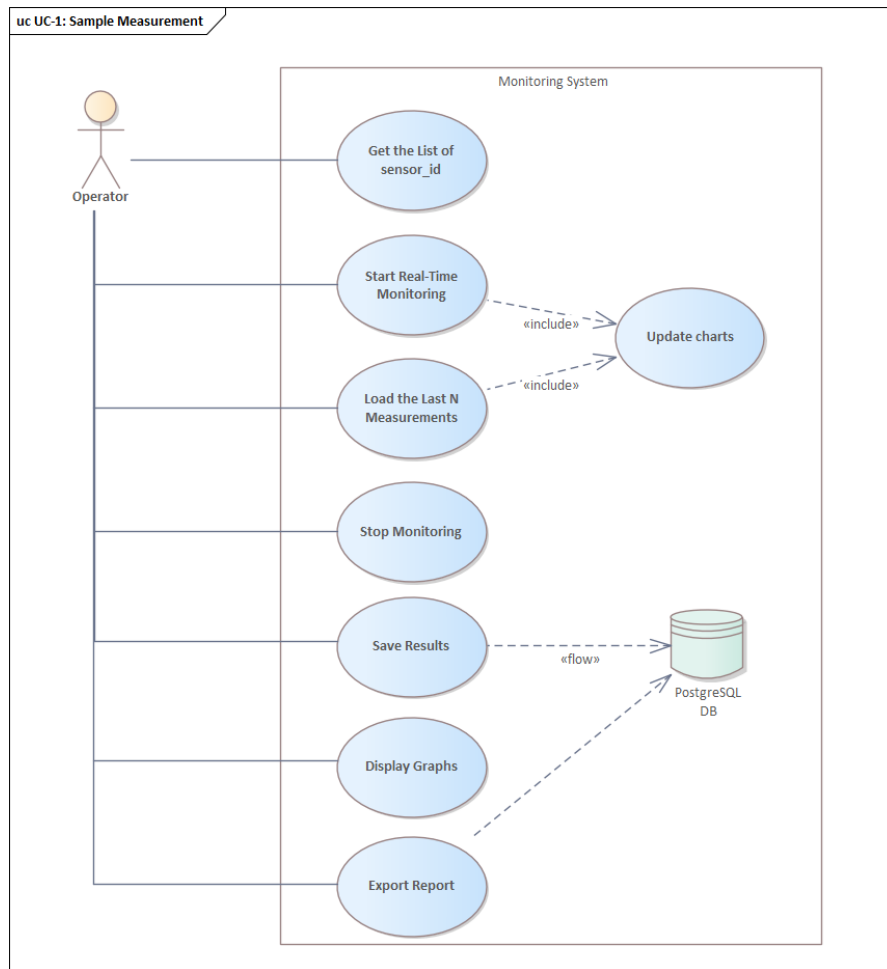 uc UC-1: Sample Measurement
Monitoring System
Operator
Get the List of
sensor_id
Start Real-Time
Monitoring
«include»
Update charts
Load the Last N
Measurements
«include»
Stop Monitoring
Save Results
«flow»
PostgreSQL
DB
Display Graphs
Export Report